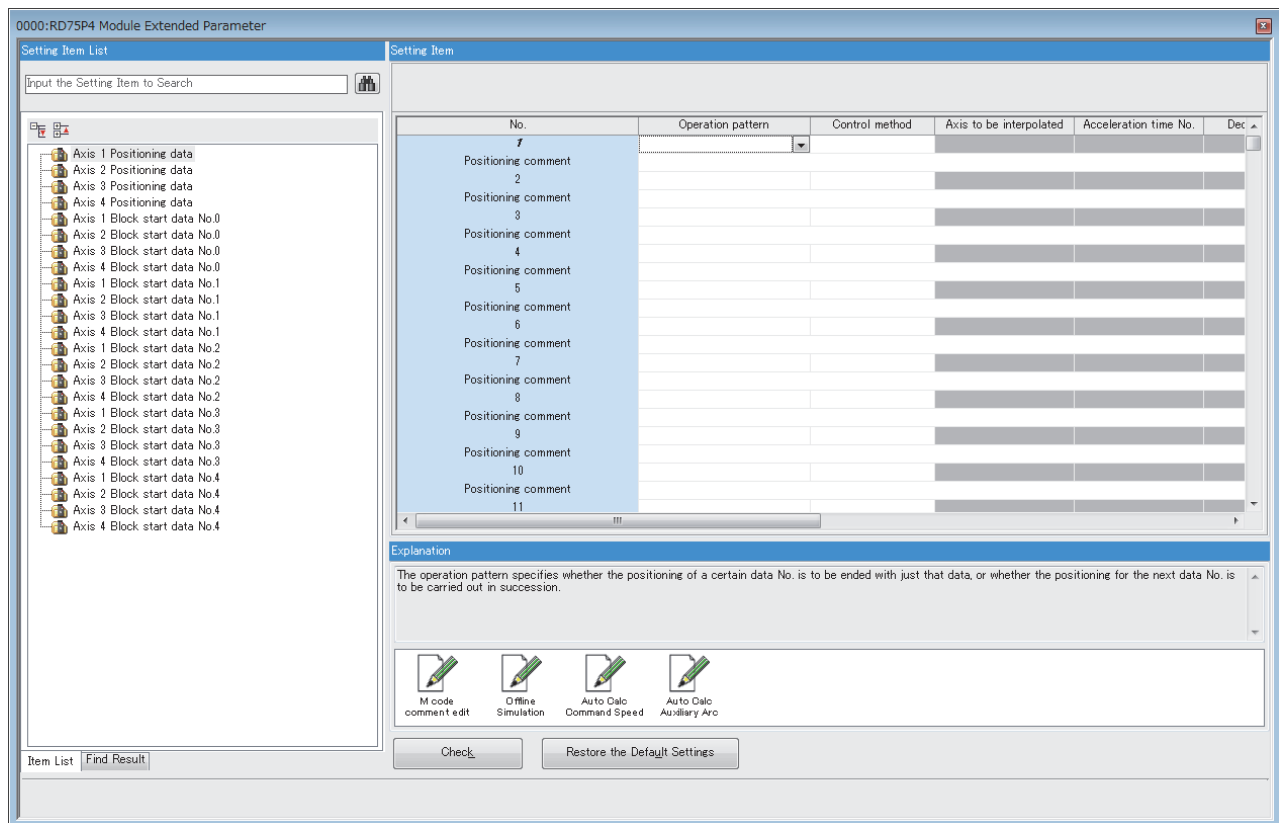 0000:RD75P4 Module Extended Parameter
Setting Item List
Input the Setting Item to Search
Axis 1 Positioning data
Axis 2 Positioning data
Axis 3 Positioning data
Axis 4 Positioning data
Axis 1 Block start data No.0
Axis 2 Block start data No.0
Axis 3 Block start data No.0
Axis 4 Block start data No.0
Axis 1 Block start data No.1
Axis 2 Block start data No.1
Axis 3 Block start data No.1
Axis 4 Block start data No.1
Axis 1 Block start data No.2
Axis 2 Block start data No.2
Axis 3 Block start data No.2
Axis 4 Block start data No.2
Axis 1 Block start data No.3
Axis 2 Block start data No.3
Axis 3 Block start data No.3
Axis 4 Block start data No.3
Axis 1 Block start data No.4
Axis 2 Block start data No.4
Axis 3 Block start data No.4
Axis 4 Block start data No.4
Item List Find Result
Setting Item
No. Operation pattern Control method Axis to be interpolated Acceleration time No. Dec
1
Positioning comment
2
Positioning comment
3
Positioning comment
4
Positioning comment
5
Positioning comment
6
Positioning comment
7
Positioning comment
8
Positioning comment
9
Positioning comment
10
Positioning comment
11
Explanation
The operation pattern specifies whether the positioning of a certain data No. is to be ended with just that data, or whether the positioning for the next data No. is
to be carried out in succession.
M code
comment edit
Offline
Simulation
Auto Calc
Command Speed
Auto Calc
Auxiliary Arc
Check
Restore the Default Settings